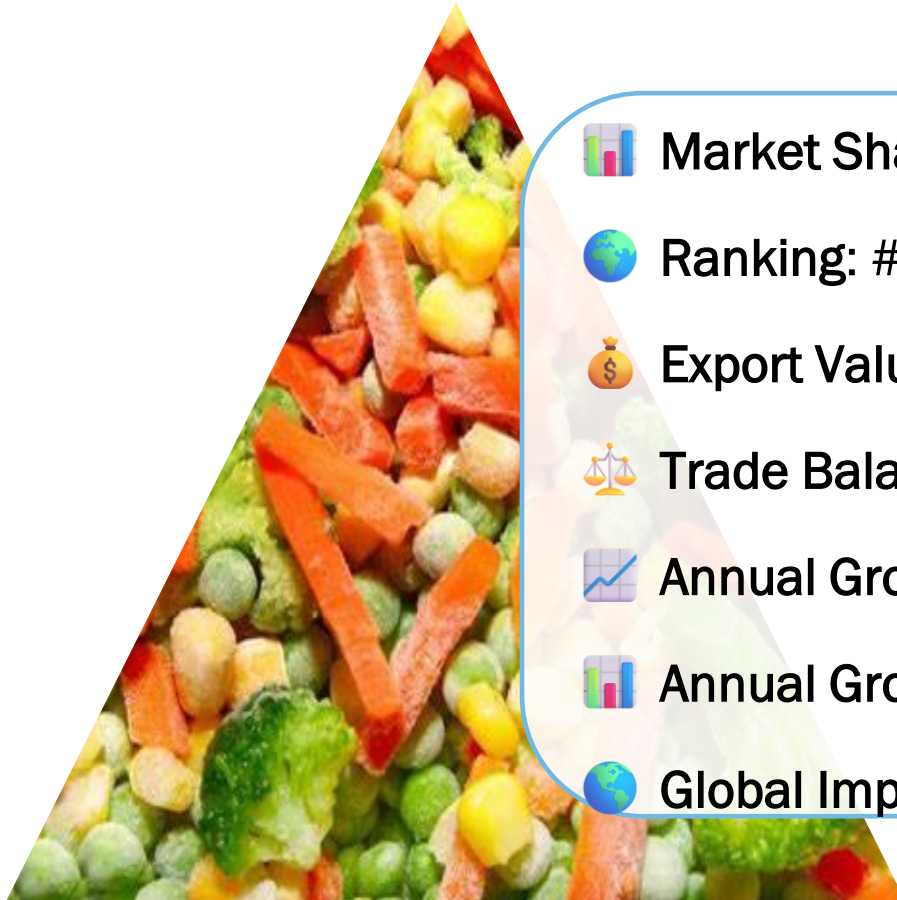 Market Sha
Ranking: #
Export Valu
Trade Bala
Annual Gro
Annual Gro
Global Imp